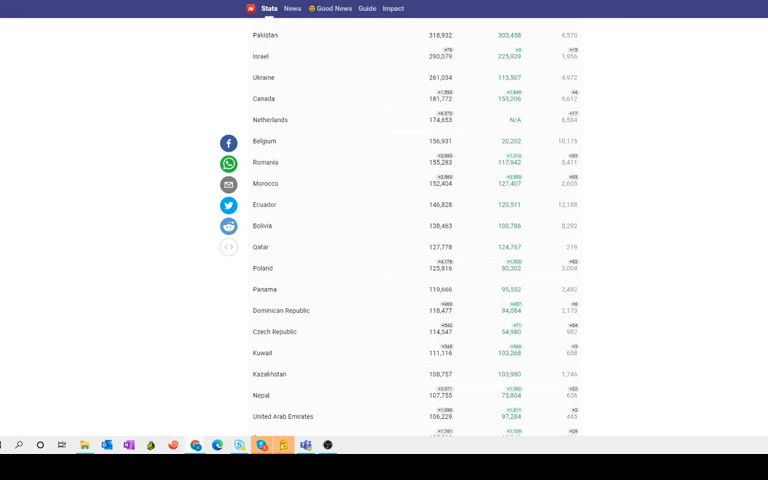 Stats News Good News Guide Impact
Pakistan 318,932 303,458 6,570
Israel 290,079 225,929 1,956
Ukraine 261,034 113,507 4,972
Canada 181,772 153,206 9,612
Netherlands 174,653 N/A 6,584
Belgium 156,931 20,202 10,175
Romania 155,283 117,942 5,411
Morocco 152,404 127,407 2,605
Ecuador 146,828 120,511 12,188
Bolivia 138,463 100,786 8,292
Qatar 127,778 124,767 219
Poland 125,816 80,302 3,004
Panama 119,666 95,552 2,482
Dominican Republic 118,477 94,084 2,173
Czech Republic 114,547 54,980 982
Kuwait 111,116 103,268 658
Kazakhstan 108,757 103,980 1,746
Nepal 107,755 75,804 636
United Arab Emirates 106,229 97,284 445